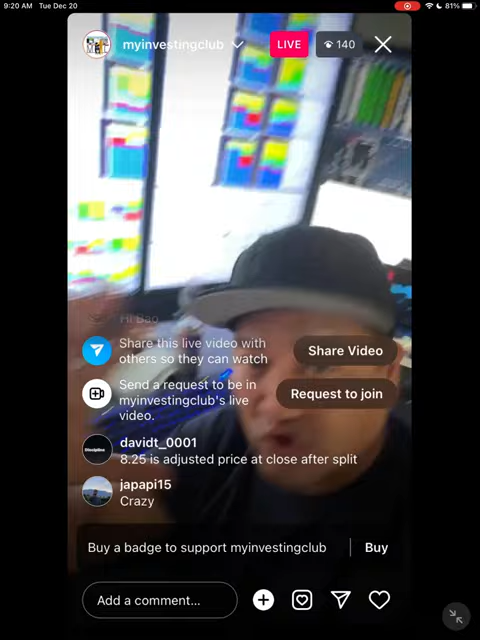 9:20 AM Tue Dec 20
81%
myinvestingclub
LIVE
140
Hi Bao
Share this live video with
others so they can watch
Share Video
Send a request to be in
myinvestingclub's live
video.
Request to join
davidt_0001
8.25 is adjusted price at close after split
japapi15
Crazy
Buy a badge to support myinvestingclub
Buy
Add a comment...